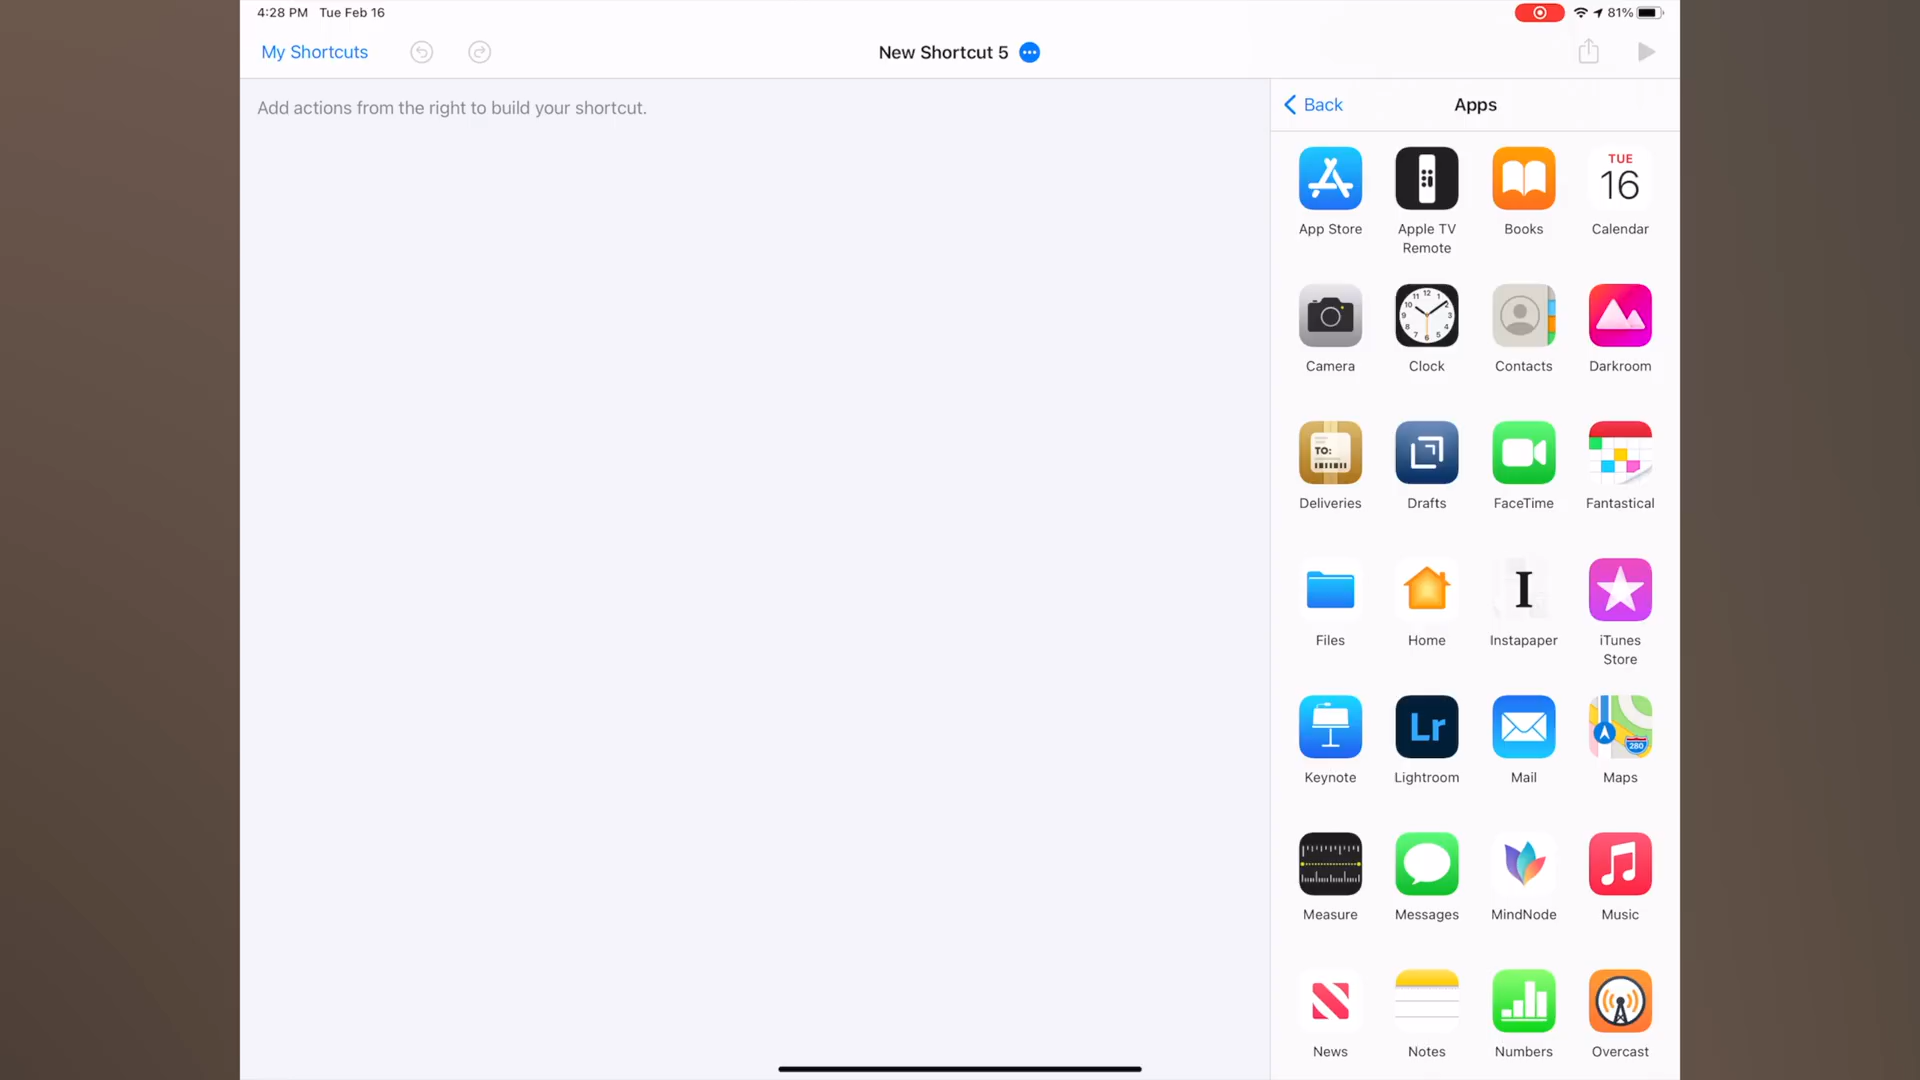 4:28 PM Tue Feb 16
81%
My Shortcuts
New Shortcut 5
Add actions from the right to build your shortcut.
Back
Apps
TUE
16
App Store
Apple TV
Remote
Books
Calendar
Camera
Clock
Contacts
Darkroom
TO:
Deliveries
Drafts
FaceTime
Fantastical
I
Files
Home
Instapaper
iTunes
Store
Lr
280
Keynote
Lightroom
Mail
Maps
Measure
Messages
MindNode
Music
News
Notes
Numbers
Overcast